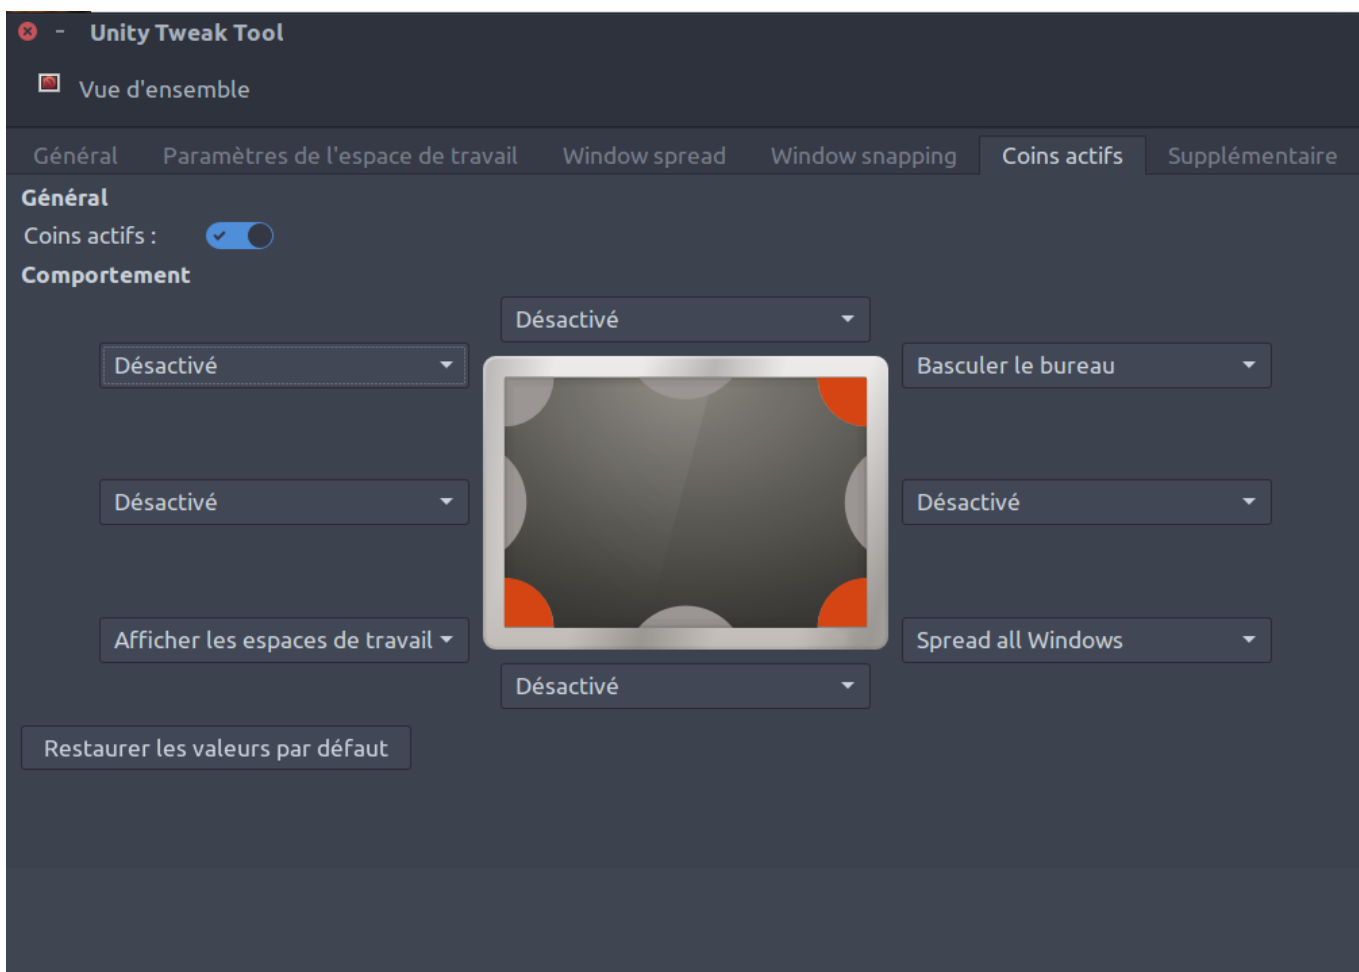 Unity Tweak Tool
Vue d'ensemble
Général Paramètres de l'espace de travail Window spread Window snapping Coins actifs Supplémentaire
Général
Coins actifs :
Comportement
Désactivé
Désactivé Basculer le bureau
Désactivé Désactivé
Afficher les espaces de travail Spread all Windows
Désactivé
Restaurer les valeurs par défaut